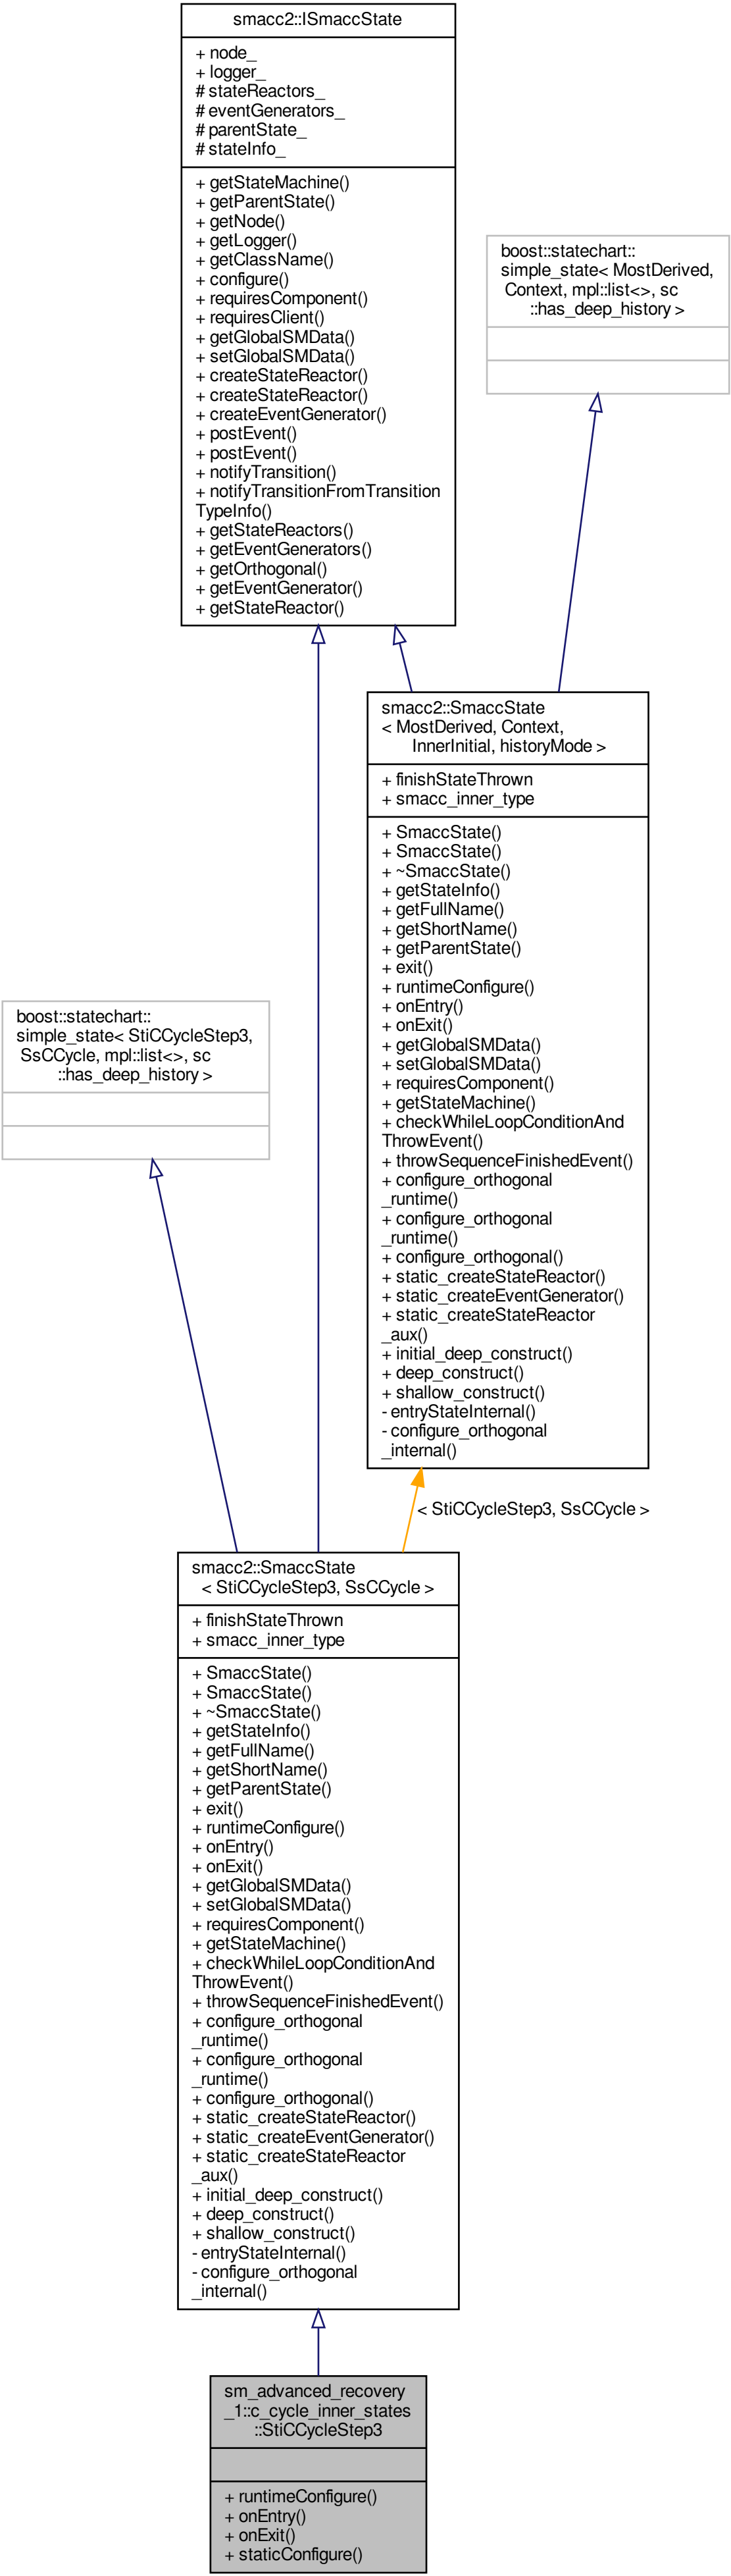 smacc2::ISmaccState
+ node_
+ logger_
# stateReactors_
# eventGenerators_
# parentState_
# stateInfo_
+ getStateMachine()
+ getParentState()
+ getNode()
+ getLogger()
+ getClassName()
+ configure()
+ requiresComponent()
+ requiresClient()
+ getGlobalSMData()
+ setGlobalSMData()
+ createStateReactor()
+ createStateReactor()
+ createEventGenerator()
+ postEvent()
+ postEvent()
+ notifyTransition()
+ notifyTransitionFromTransition
TypeInfo()
+ getStateReactors()
+ getEventGenerators()
+ getOrthogonal()
+ getEventGenerator()
+ getStateReactor()
boost::statechart::
simple_state< MostDerived,
Context, mpl::list<>, sc
::has_deep_history >
smacc2::SmaccState
< MostDerived, Context,
InnerInitial, historyMode >
+ finishStateThrown
+ smacc_inner_type
+ SmaccState()
+ SmaccState()
+ ~SmaccState()
+ getStateInfo()
+ getFullName()
+ getShortName()
+ getParentState()
+ exit()
+ runtimeConfigure()
+ onEntry()
+ onExit()
+ getGlobalSMData()
+ setGlobalSMData()
+ requiresComponent()
+ getStateMachine()
+ checkWhileLoopConditionAnd
ThrowEvent()
+ throwSequenceFinishedEvent()
+ configure_orthogonal
_runtime()
+ configure_orthogonal
_runtime()
+ configure_orthogonal()
+ static_createStateReactor()
+ static_createEventGenerator()
+ static_createStateReactor
_aux()
+ initial_deep_construct()
+ deep_construct()
+ shallow_construct()
- entryStateInternal()
- configure_orthogonal
_internal()
boost::statechart::
simple_state< StiCCycleStep3,
SsCCycle, mpl::list<>, sc
::has_deep_history >
< StiCCycleStep3, SsCCycle >
smacc2::SmaccState
< StiCCycleStep3, SsCCycle >
+ finishStateThrown
+ smacc_inner_type
+ SmaccState()
+ SmaccState()
+ ~SmaccState()
+ getStateInfo()
+ getFullName()
+ getShortName()
+ getParentState()
+ exit()
+ runtimeConfigure()
+ onEntry()
+ onExit()
+ getGlobalSMData()
+ setGlobalSMData()
+ requiresComponent()
+ getStateMachine()
+ checkWhileLoopConditionAnd
ThrowEvent()
+ throwSequenceFinishedEvent()
+ configure_orthogonal
_runtime()
+ configure_orthogonal
_runtime()
+ configure_orthogonal()
+ static_createStateReactor()
+ static_createEventGenerator()
+ static_createStateReactor
_aux()
+ initial_deep_construct()
+ deep_construct()
+ shallow_construct()
- entryStateInternal()
- configure_orthogonal
_internal()
sm_advanced_recovery
_1::c_cycle_inner_states
::StiCCycleStep3
+ runtimeConfigure()
+ onEntry()
+ onExit()
+ staticConfigure()